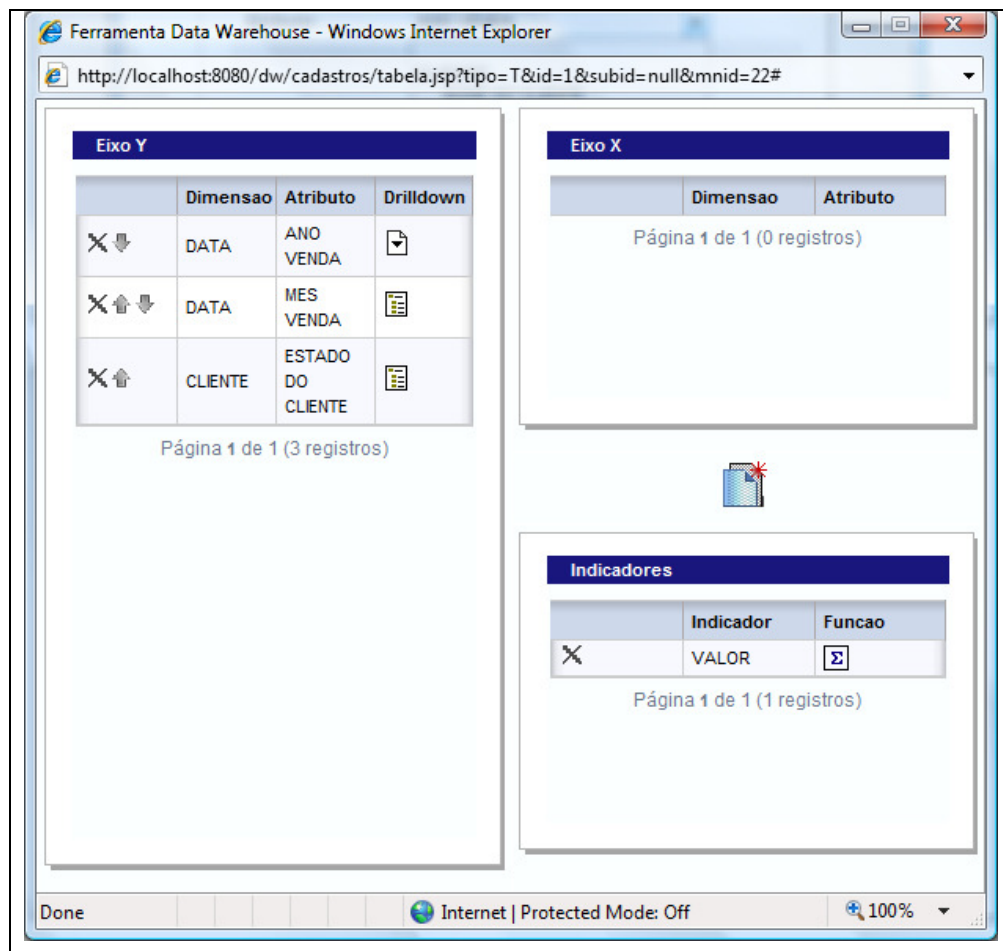 Ferramenta Data Warehouse - Windows Internet Explorer
http://localhost:8080/dw/cadastros/tabela.jsp?tipo=T&id=1&subid=null&mnid=22#
Eixo Y
Dimensao Atributo Drilldown
DATA ANO VENDA
DATA MES VENDA
CLIENTE ESTADO DO CLIENTE
Página 1 de 1 (3 registros)
Eixo X
Dimensao Atributo
Página 1 de 1 (0 registros)
Indicadores
Indicador Funcao
VALOR Σ
Página 1 de 1 (1 registros)
Done Internet | Protected Mode: Off 100%